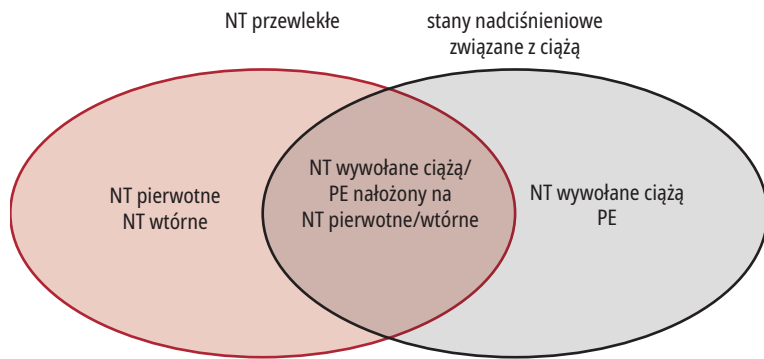 NT przewlekłe
stany nadciśnieniowe
związane z ciążą
NT pierwotne
NT wtórne
NT wywołane ciążą/
PE nałożony na
NT pierwotne/wtórne
NT wywołane ciążą
PE